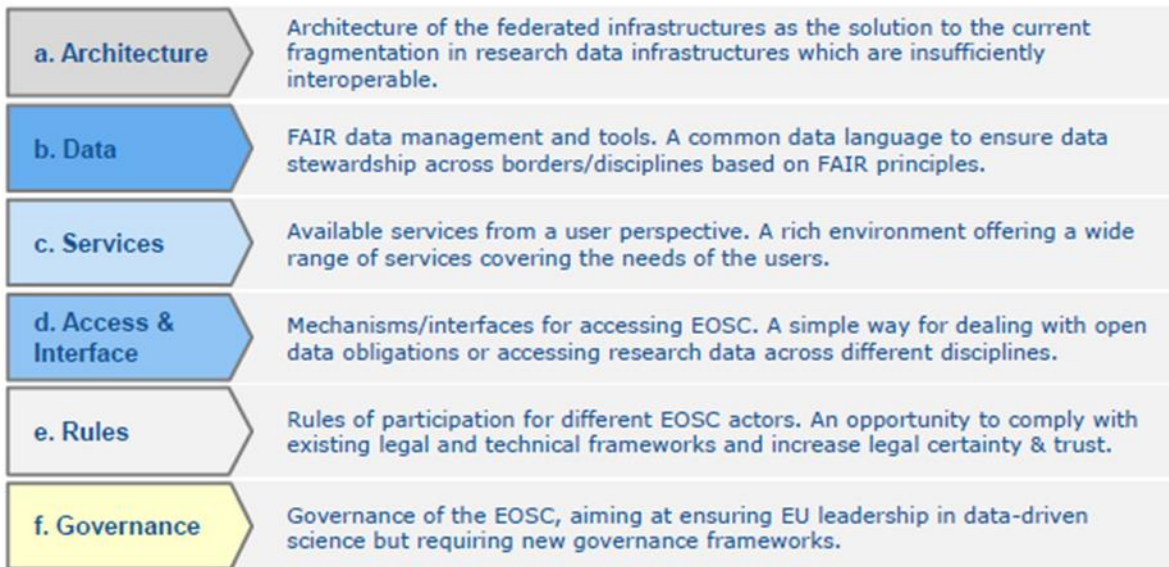 a. Architecture
Architecture of the federated infrastructures as the solution to the current
fragmentation in research data infrastructures which are insufficiently
interoperable.
b. Data
FAIR data management and tools. A common data language to ensure data
stewardship across borders/disciplines based on FAIR principles.
c. Services
Available services from a user perspective. A rich environment offering a wide
range of services covering the needs of the users.
d. Access &
Interface
Mechanisms/interfaces for accessing EOSC. A simple way for dealing with open
data obligations or accessing research data across different disciplines.
e. Rules
Rules of participation for different EOSC actors. An opportunity to comply with
existing legal and technical frameworks and increase legal certainty & trust.
f. Governance
Governance of the EOSC, aiming at ensuring EU leadership in data-driven
science but requiring new governance frameworks.